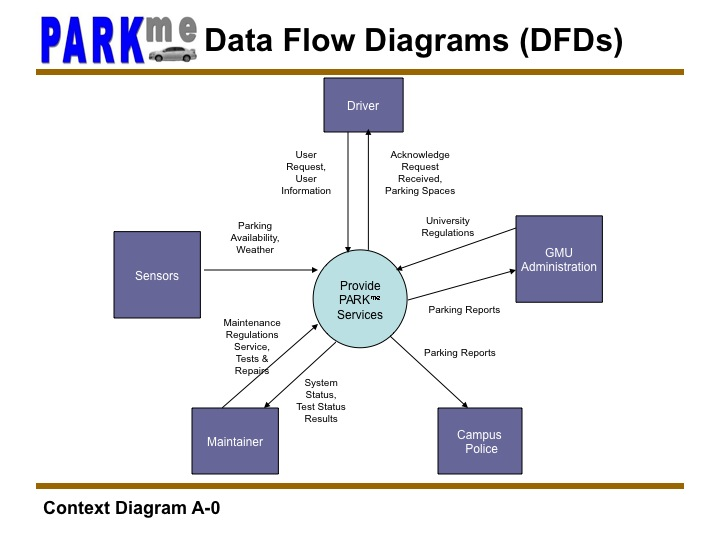 PARKme Data Flow Diagrams (DFDs)
Driver
User
Request,
User
Information
Acknowledge
Request
Received,
Parking Spaces
University
Regulations
Parking
Availability,
Weather
Sensors
GMU
Administration
Provide
PARKme
Services
Parking Reports
Maintenance
Regulations
Service,
Tests &
Repairs
Parking Reports
System
Status,
Test Status
Results
Maintainer
Campus
Police
Context Diagram A-0